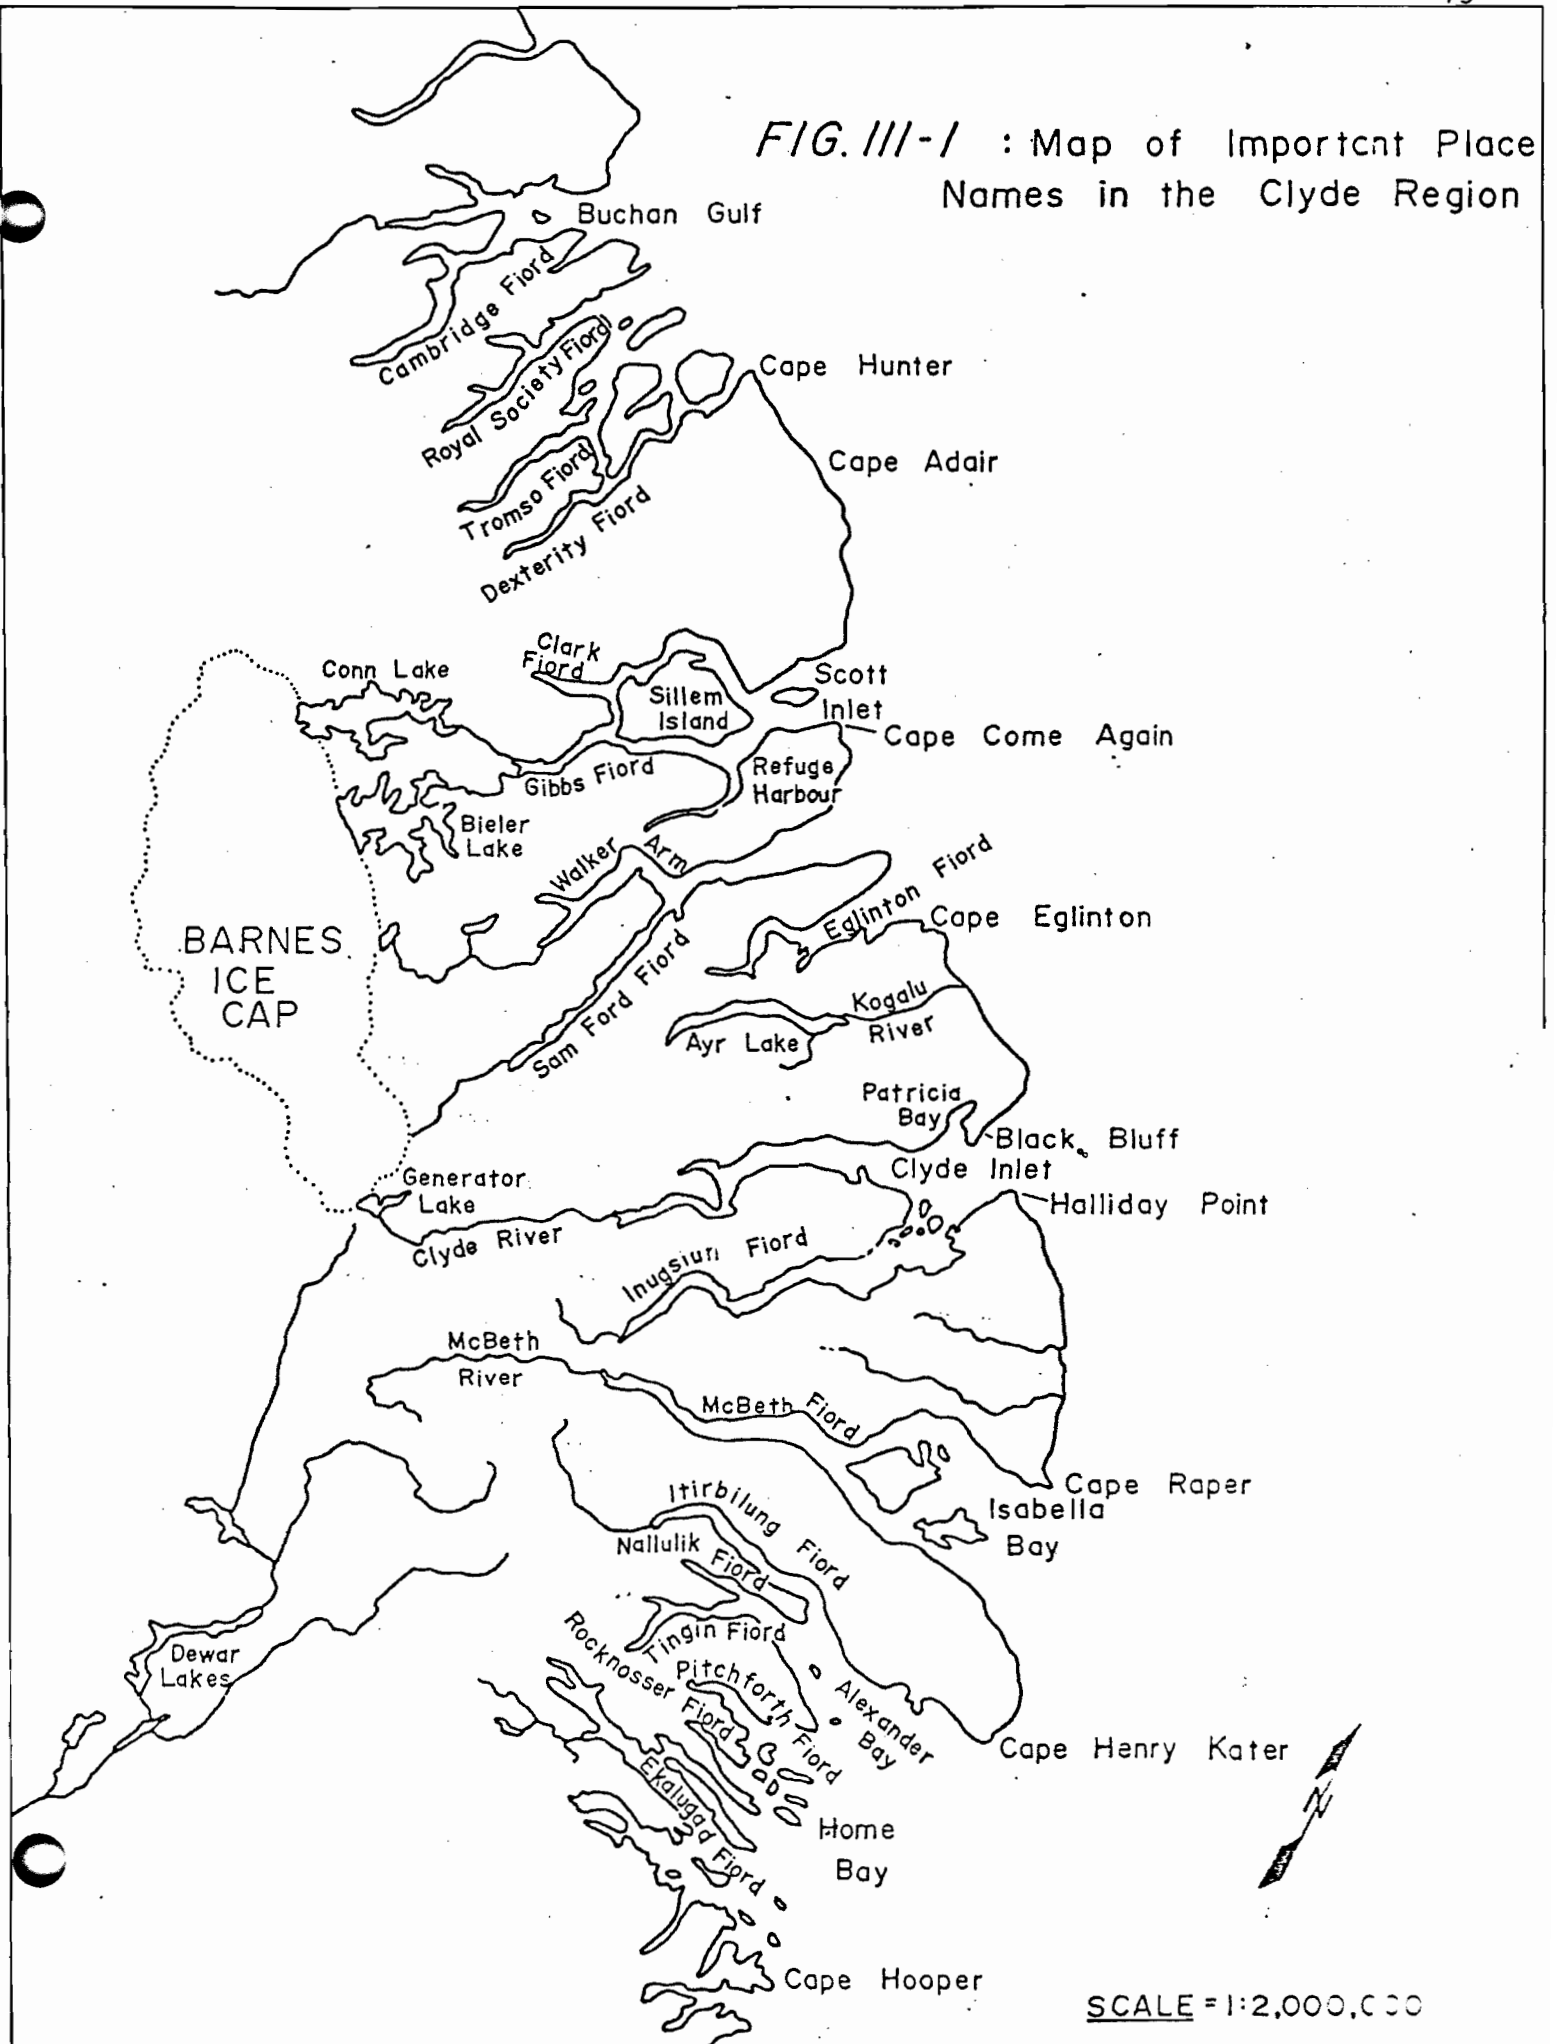 FIG. III-1 : Map of Importcnt Place
Names in the Clyde Region
Buchan Gulf
Cambridge Fiord
Royal Society Fiord
Cape Hunter
Cape Adair
Tromso Fiord
Dexterity Fiord
Clark
Fiord
Conn Lake
Sillem
Island
Scott
Inlet
Cape Come Again
Gibbs Fiord
Refuge
Harbour
Bieler
Lake
Walker Arm
Eglinton Fiord
Cape Eglinton
BARNES
ICE
CAP
Sam Ford Fiord
Kogalu
River
Ayr Lake
Patricia
Bay
Black Bluff
Clyde Inlet
Generator
Lake
Halliday Point
Clyde River
Inugsiun Fiord
McBeth
River
McBeth Fiord
Cape Raper
Isabella
Bay
Itirbilung Fiord
Nallulik Fiord
Tingin Fiord
Dewar
Lakes
Rocknosser Fiord
Pitchforth Fiord
Alexander
Bay
Cape Henry Kater
Ekalugad Fiord
Home
Bay
N
Cape Hooper
SCALE = 1:2,000,000